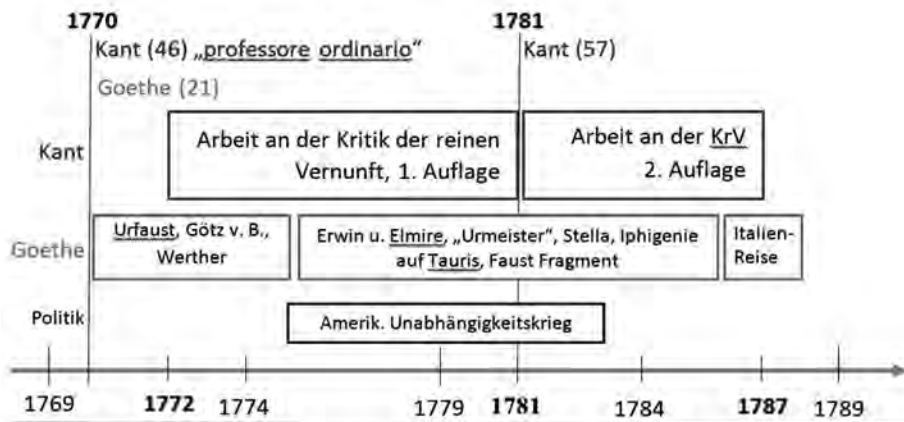 1770
1781
Kant (46) „professore ordinario“
Kant (57)
Goethe (21)
Kant
Arbeit an der Kritik der reinen
Vernunft, 1. Auflage
Arbeit an der KrV
2. Auflage
Goethe
Urfaust, Götz v. B.,
Werther
Erwin u. Elmire, „Urmeister“, Stella, Iphigenie
auf Tauris, Faust Fragment
Italien-
Reise
Politik
Amerik. Unabhängigkeitskrieg
1769
1772
1774
1779
1781
1784
1787
1789